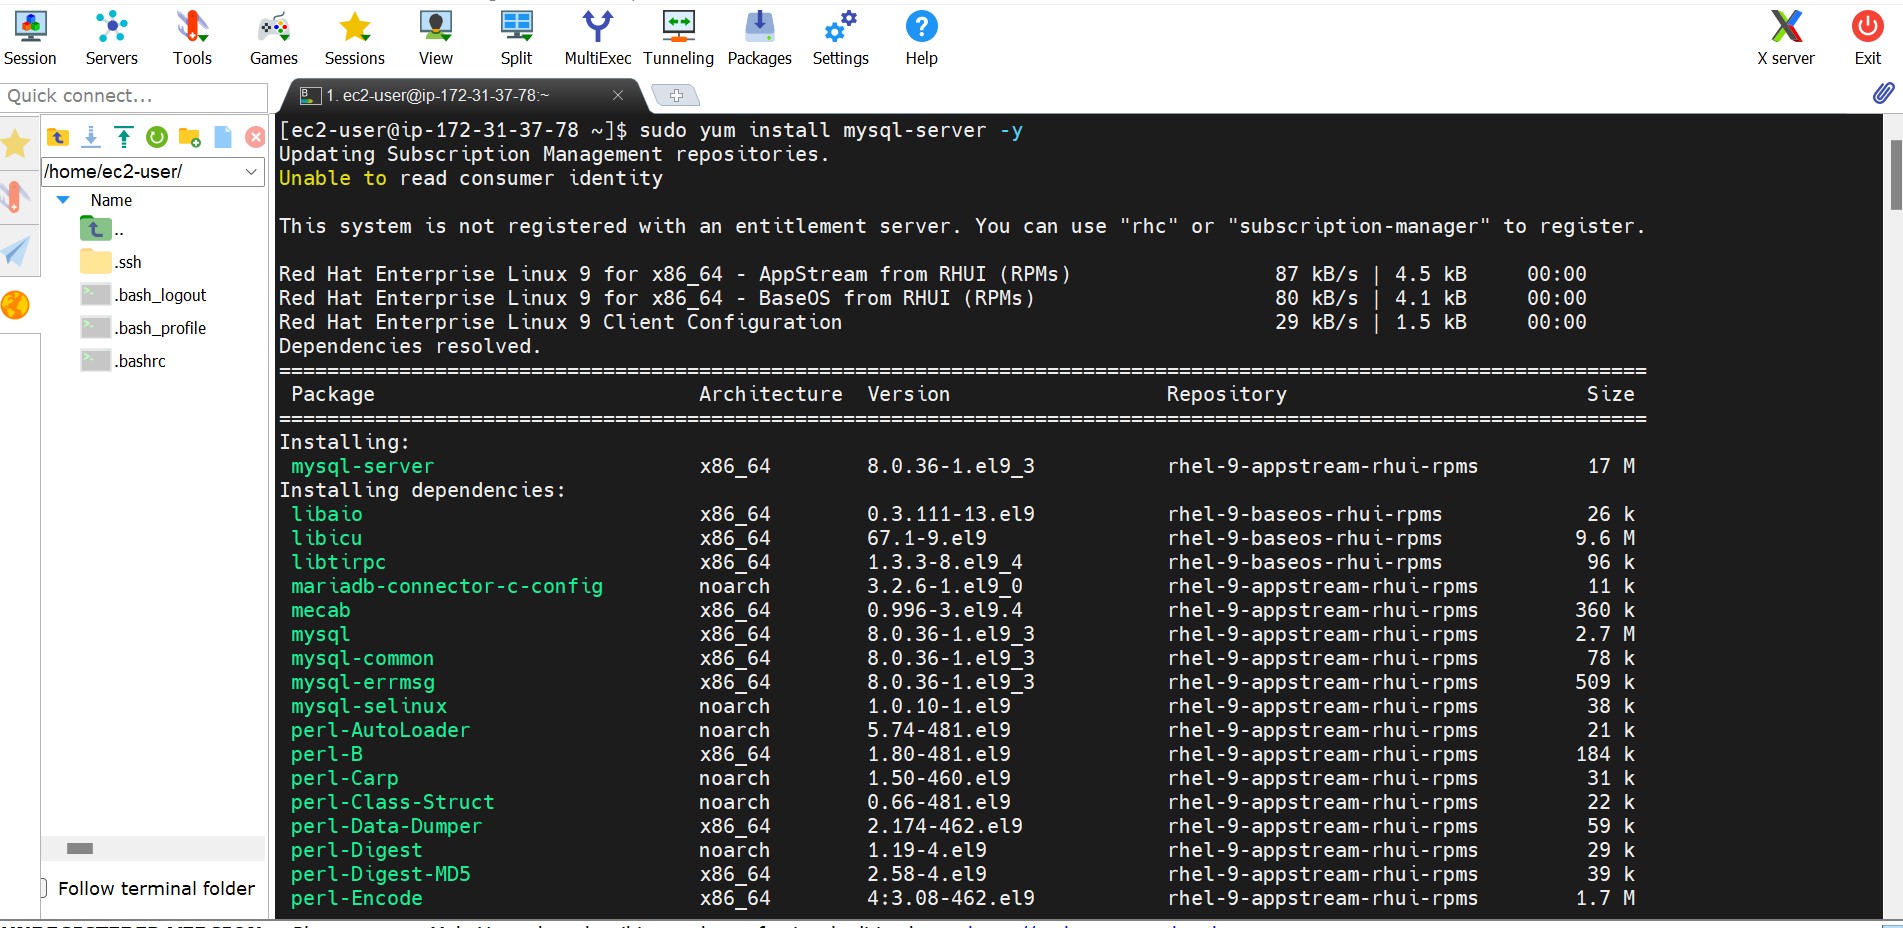 Session Servers Tools Games Sessions View Split MultiExec Tunneling Packages Settings Help X server Exit
Quick connect...
1. ec2-user@ip-172-31-37-78:~
/home/ec2-user/
Name
..
.ssh
.bash_logout
.bash_profile
.bashrc
Follow terminal folder
[ec2-user@ip-172-31-37-78 ~]$ sudo yum install mysql-server -y
Updating Subscription Management repositories.
Unable to read consumer identity
This system is not registered with an entitlement server. You can use "rhc" or "subscription-manager" to register.
Red Hat Enterprise Linux 9 for x86_64 - AppStream from RHUI (RPMs) 87 kB/s | 4.5 kB 00:00
Red Hat Enterprise Linux 9 for x86_64 - BaseOS from RHUI (RPMs) 80 kB/s | 4.1 kB 00:00
Red Hat Enterprise Linux 9 Client Configuration 29 kB/s | 1.5 kB 00:00
Dependencies resolved.
Package Architecture Version Repository Size
Installing:
mysql-server x86_64 8.0.36-1.el9_3 rhel-9-appstream-rhui-rpms 17 M
Installing dependencies:
libaio x86_64 0.3.111-13.el9 rhel-9-baseos-rhui-rpms 26 k
libicu x86_64 67.1-9.el9 rhel-9-baseos-rhui-rpms 9.6 M
libtirpc x86_64 1.3.3-8.el9_4 rhel-9-baseos-rhui-rpms 96 k
mariadb-connector-c-config noarch 3.2.6-1.el9_0 rhel-9-appstream-rhui-rpms 11 k
mecab x86_64 0.996-3.el9.4 rhel-9-appstream-rhui-rpms 360 k
mysql x86_64 8.0.36-1.el9_3 rhel-9-appstream-rhui-rpms 2.7 M
mysql-common x86_64 8.0.36-1.el9_3 rhel-9-appstream-rhui-rpms 78 k
mysql-errmsg x86_64 8.0.36-1.el9_3 rhel-9-appstream-rhui-rpms 509 k
mysql-selinux noarch 1.0.10-1.el9 rhel-9-appstream-rhui-rpms 38 k
perl-AutoLoader noarch 5.74-481.el9 rhel-9-appstream-rhui-rpms 21 k
perl-B x86_64 1.80-481.el9 rhel-9-appstream-rhui-rpms 184 k
perl-Carp noarch 1.50-460.el9 rhel-9-appstream-rhui-rpms 31 k
perl-Class-Struct noarch 0.66-481.el9 rhel-9-appstream-rhui-rpms 22 k
perl-Data-Dumper x86_64 2.174-462.el9 rhel-9-appstream-rhui-rpms 59 k
perl-Digest noarch 1.19-4.el9 rhel-9-appstream-rhui-rpms 29 k
perl-Digest-MD5 x86_64 2.58-4.el9 rhel-9-appstream-rhui-rpms 39 k
perl-Encode x86_64 4:3.08-462.el9 rhel-9-appstream-rhui-rpms 1.7 M